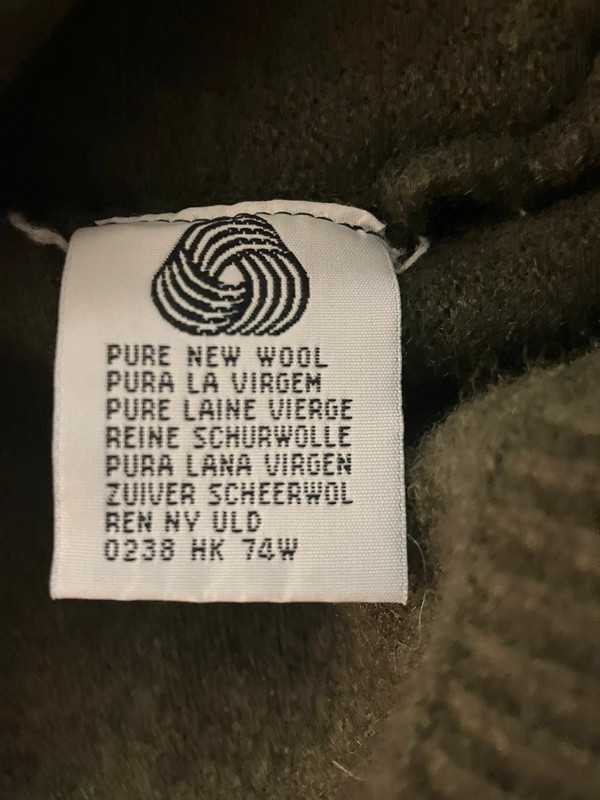 PURE NEW WOOL
PURA LA VIRGEM
PURE LAINE VIERGE
REINE SCHURWOLLE
PURA LANA VIRGEN
ZUIVER SCHEERWOL
REN NY ULD
0238 HK 74W